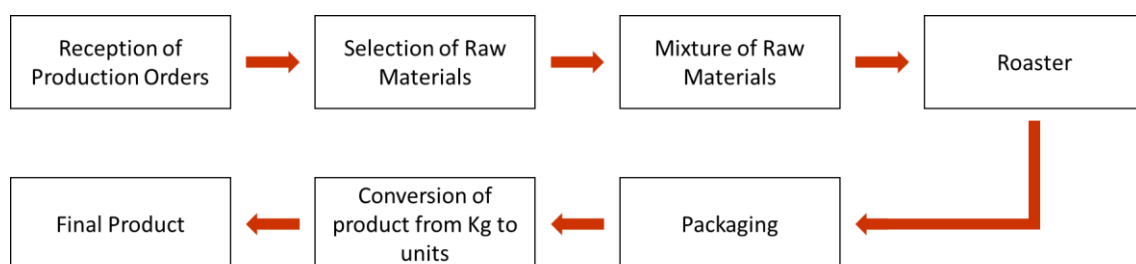 Reception of
Production Orders
Selection of Raw
Materials
Mixture of Raw
Materials
Roaster
Packaging
Conversion of
product from Kg to
units
Final Product